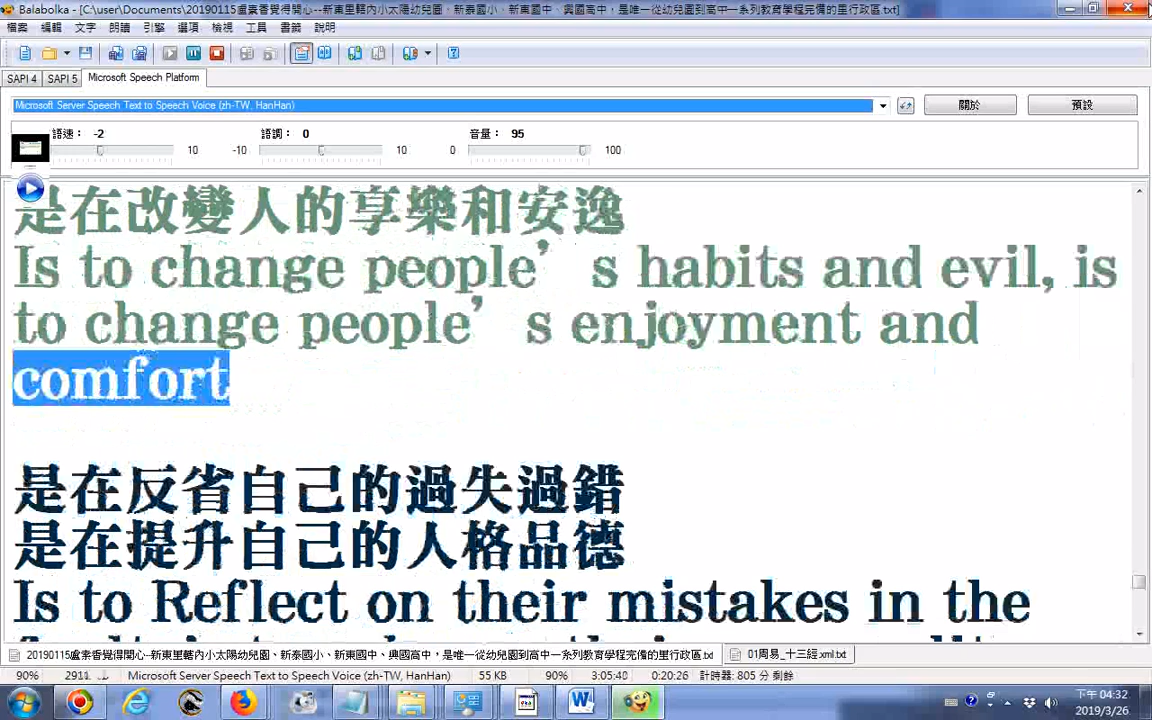 Balabolka - [C:\user\Documents\20190115盧素香覺得開心--新東里轄內小太陽幼兒園、新泰國小、新東國中、興國高中，是唯一從幼兒園到高中一系列教育學程完備的里行政區.txt]
檔案 編輯 文字 朗讀 引擎 選項 檢視 工具 書籤 說明
SAPI 4 SAPI 5 Microsoft Speech Platform
Microsoft Server Speech Text to Speech Voice (zh-TW, HanHan)
關於 預設
語速： -2 語調： 0 音量： 95
10 -10 10 0 100
是在改變人的享樂和安逸
Is to change people’s habits and evil, is
to change people’s enjoyment and
comfort
是在反省自己的過失過錯
是在提升自己的人格品德
Is to Reflect on their mistakes in the
20190115盧素香覺得開心--新東里轄內小太陽幼兒園、新泰國小、新東國中、興國高中，是唯一從幼兒園到高中一系列教育學程完備的里行政區.txt 01周易_十三經.xml.txt
90% Microsoft Server Speech Text to Speech Voice (zh-TW, HanHan) 55 KB 90% 3:05:40 0:20:26 計時器: 805 分 剩餘
下午 04:32
2019/3/26